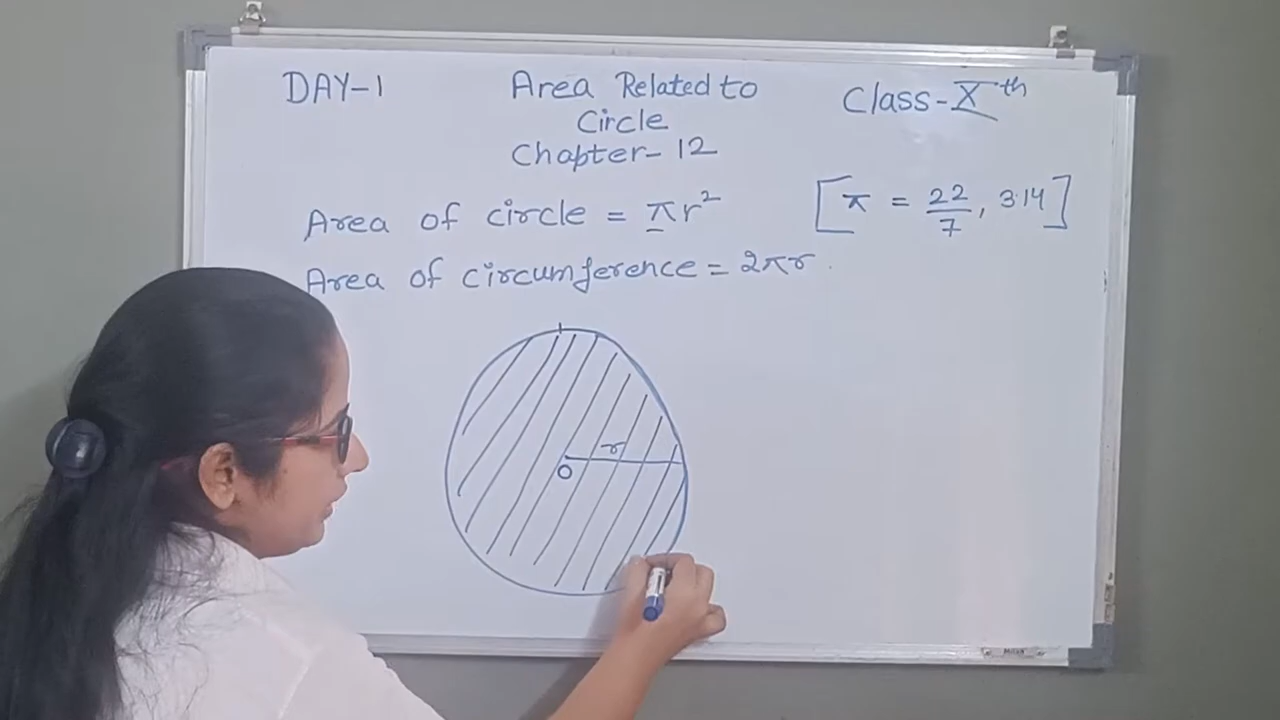 DAY-1
Area Related to
Circle
Chapter-12
Class-Xth
Area of circle = πr²
[π = 22/7, 3.14]
Area of circumference = 2πr.
r
O